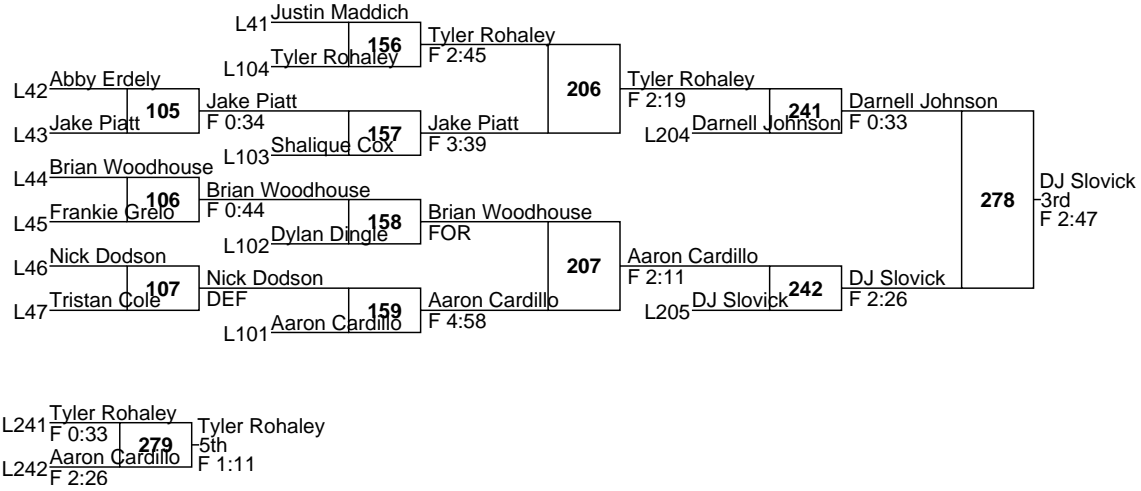 L41 Justin Maddich
156
Tyler Rohaley
F 2:45
L104 Tyler Rohaley
L42 Abby Erdely
105
Jake Piatt
F 0:34
L43 Jake Piatt
157
Jake Piatt
F 3:39
L103 Shalique Cox
206
Tyler Rohaley
F 2:19
241
Darnell Johnson
F 0:33
L204 Darnell Johnson
L44 Brian Woodhouse
106
Brian Woodhouse
F 0:44
L45 Frankie Grelo
158
Brian Woodhouse
FOR
L102 Dylan Dingle
L46 Nick Dodson
107
Nick Dodson
DEF
L47 Tristan Cole
159
Aaron Cardillo
F 4:58
L101 Aaron Cardillo
207
Aaron Cardillo
F 2:11
242
DJ Slovick
F 2:26
L205 DJ Slovick
278
DJ Slovick
3rd
F 2:47
L241 Tyler Rohaley
F 0:33
279
Tyler Rohaley
5th
F 1:11
L242 Aaron Cardillo
F 2:26